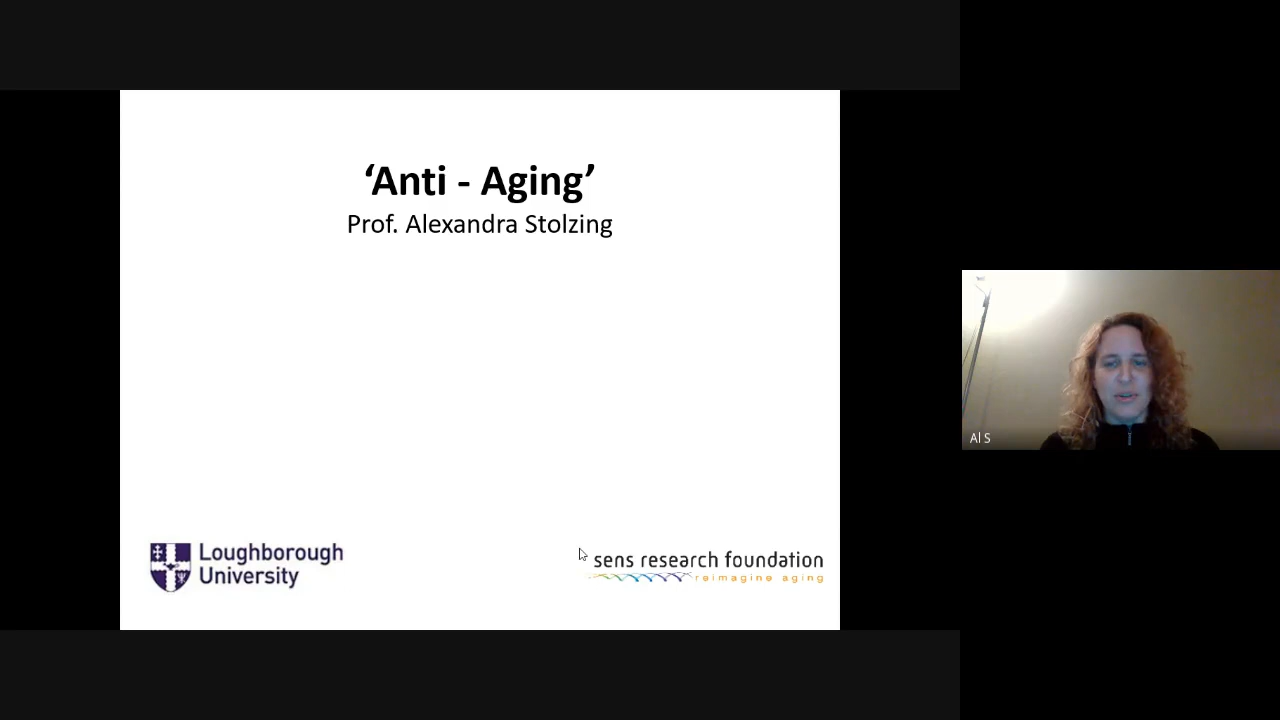 ‘Anti - Aging’
Prof. Alexandra Stolzing
Loughborough
University
sens research foundation
reimagine aging
Al S